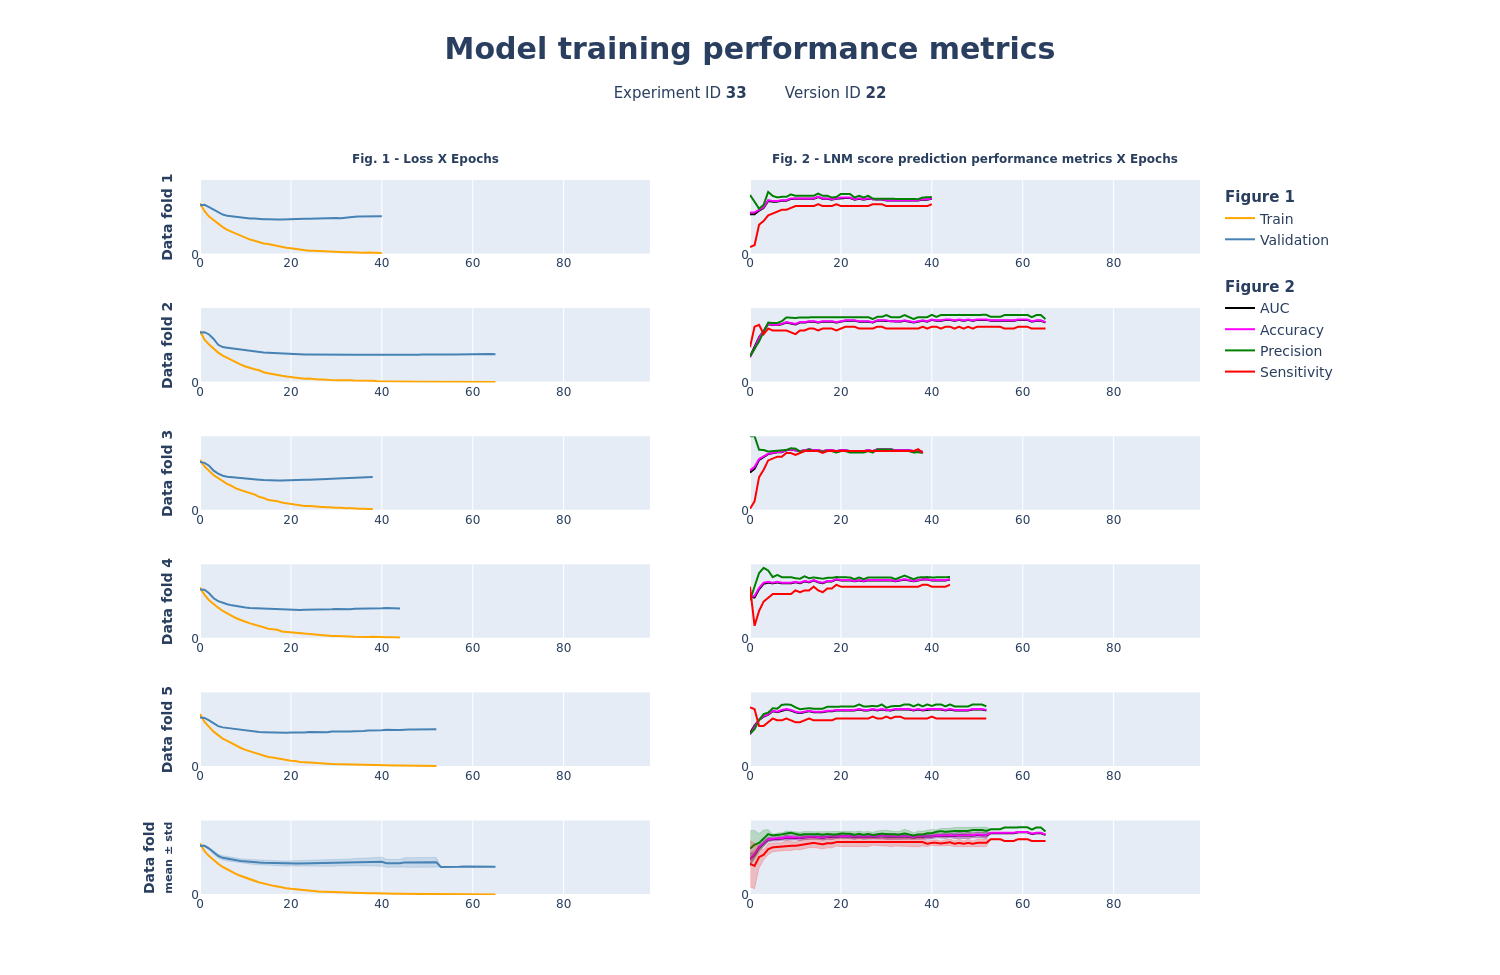 Model training performance metrics
Experiment ID 33 Version ID 22
Fig. 1 - Loss X Epochs
Fig. 2 - LNM score prediction performance metrics X Epochs
Data fold 1
0
0 20 40 60 80
0
0 20 40 60 80
Figure 1
Train
Validation
Figure 2
AUC
Accuracy
Precision
Sensitivity
Data fold 2
0
0 20 40 60 80
0
0 20 40 60 80
Data fold 3
0
0 20 40 60 80
0
0 20 40 60 80
Data fold 4
0
0 20 40 60 80
0
0 20 40 60 80
Data fold 5
0
0 20 40 60 80
0
0 20 40 60 80
Data fold
mean ± std
0
0 20 40 60 80
0
0 20 40 60 80